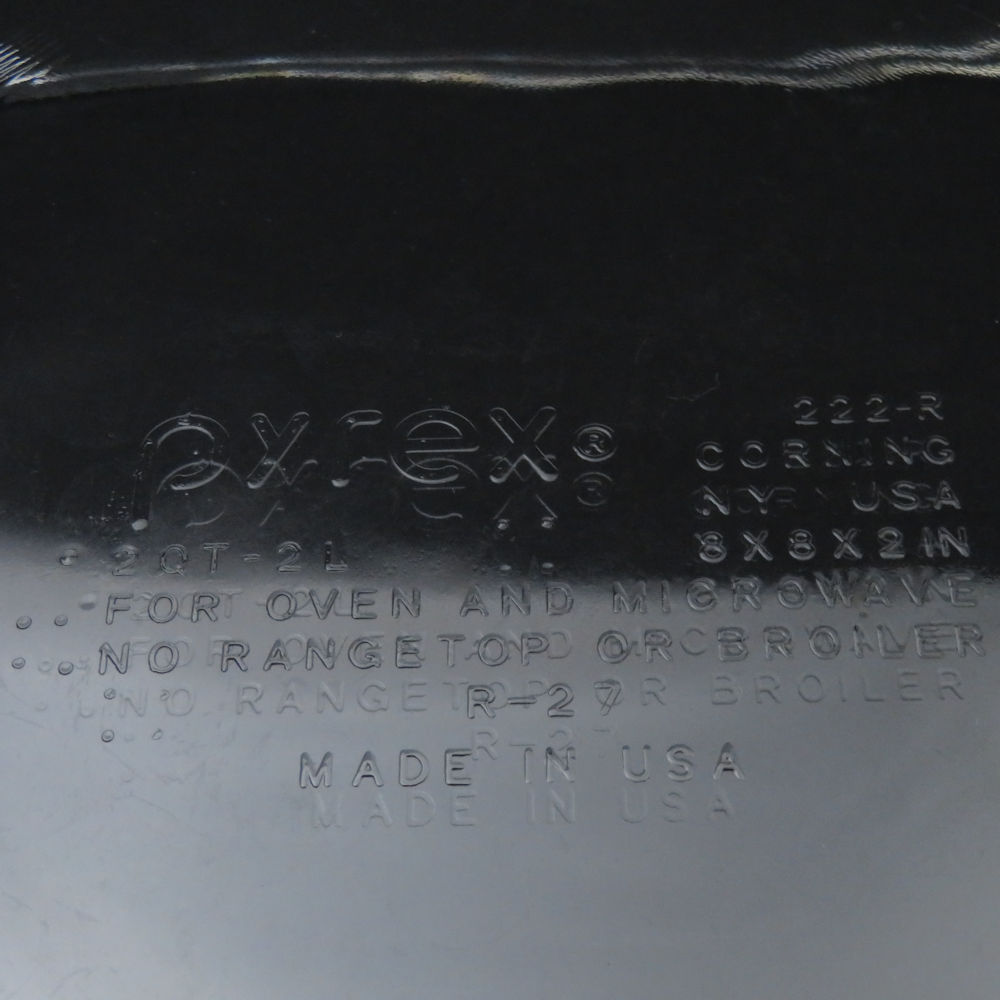 pyrex®
222-R
CORNING
NY USA
8X8X2IN
2QT-2L
FOR OVEN AND MICROWAVE
NO RANGETOP OR BROILER
R-27
MADE IN USA